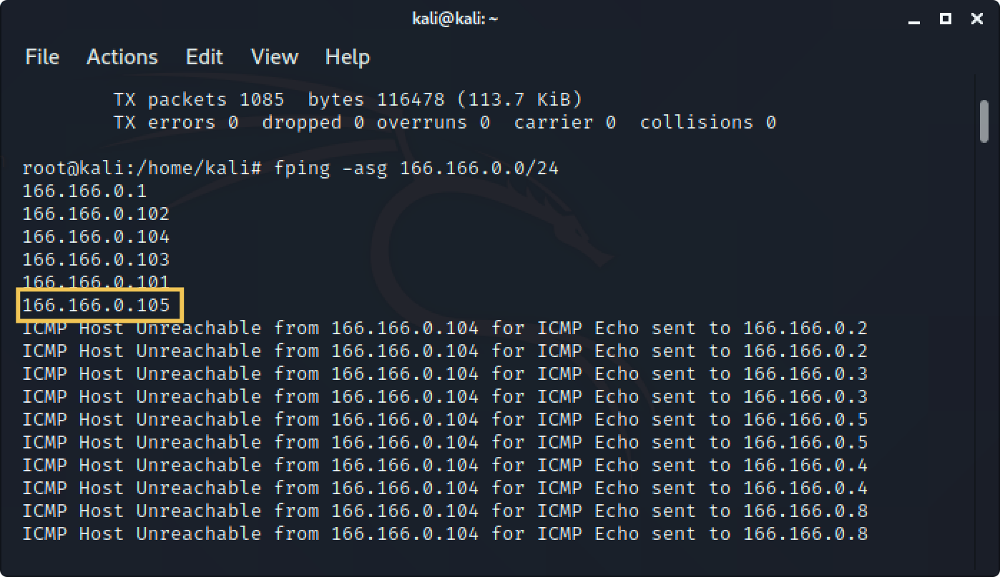 kali@kali: ~
File Actions Edit View Help
TX packets 1085  bytes 116478 (113.7 KiB)
TX errors 0  dropped 0 overruns 0  carrier 0  collisions 0
root@kali:/home/kali# fping -asg 166.166.0.0/24
166.166.0.1
166.166.0.102
166.166.0.104
166.166.0.103
166.166.0.101
166.166.0.105
ICMP Host Unreachable from 166.166.0.104 for ICMP Echo sent to 166.166.0.2
ICMP Host Unreachable from 166.166.0.104 for ICMP Echo sent to 166.166.0.2
ICMP Host Unreachable from 166.166.0.104 for ICMP Echo sent to 166.166.0.3
ICMP Host Unreachable from 166.166.0.104 for ICMP Echo sent to 166.166.0.3
ICMP Host Unreachable from 166.166.0.104 for ICMP Echo sent to 166.166.0.5
ICMP Host Unreachable from 166.166.0.104 for ICMP Echo sent to 166.166.0.5
ICMP Host Unreachable from 166.166.0.104 for ICMP Echo sent to 166.166.0.4
ICMP Host Unreachable from 166.166.0.104 for ICMP Echo sent to 166.166.0.4
ICMP Host Unreachable from 166.166.0.104 for ICMP Echo sent to 166.166.0.8
ICMP Host Unreachable from 166.166.0.104 for ICMP Echo sent to 166.166.0.8